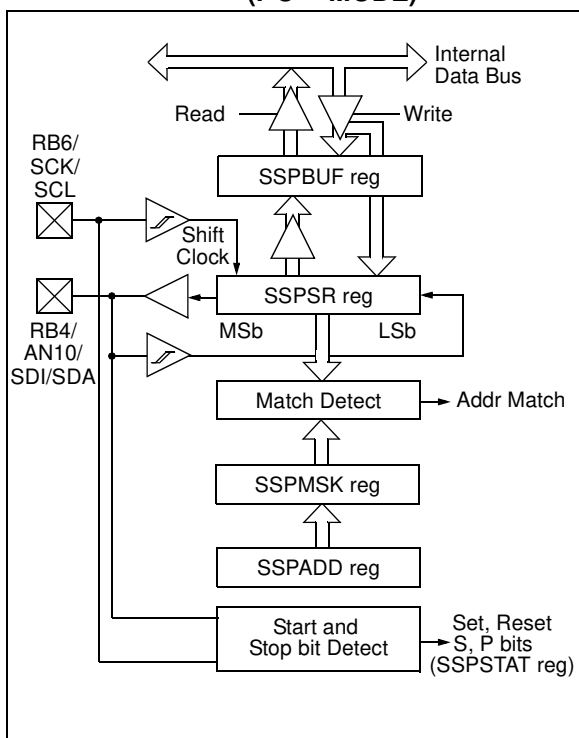 Internal
Data Bus
Read
Write
RB6/
SCK/
SCL
SSPBUF reg
Shift
Clock
SSPSR reg
MSb
LSb
RB4/
AN10/
SDI/SDA
Match Detect
Addr Match
SSPMSK reg
SSPADD reg
Start and
Stop bit Detect
Set, Reset
S, P bits
(SSPSTAT reg)